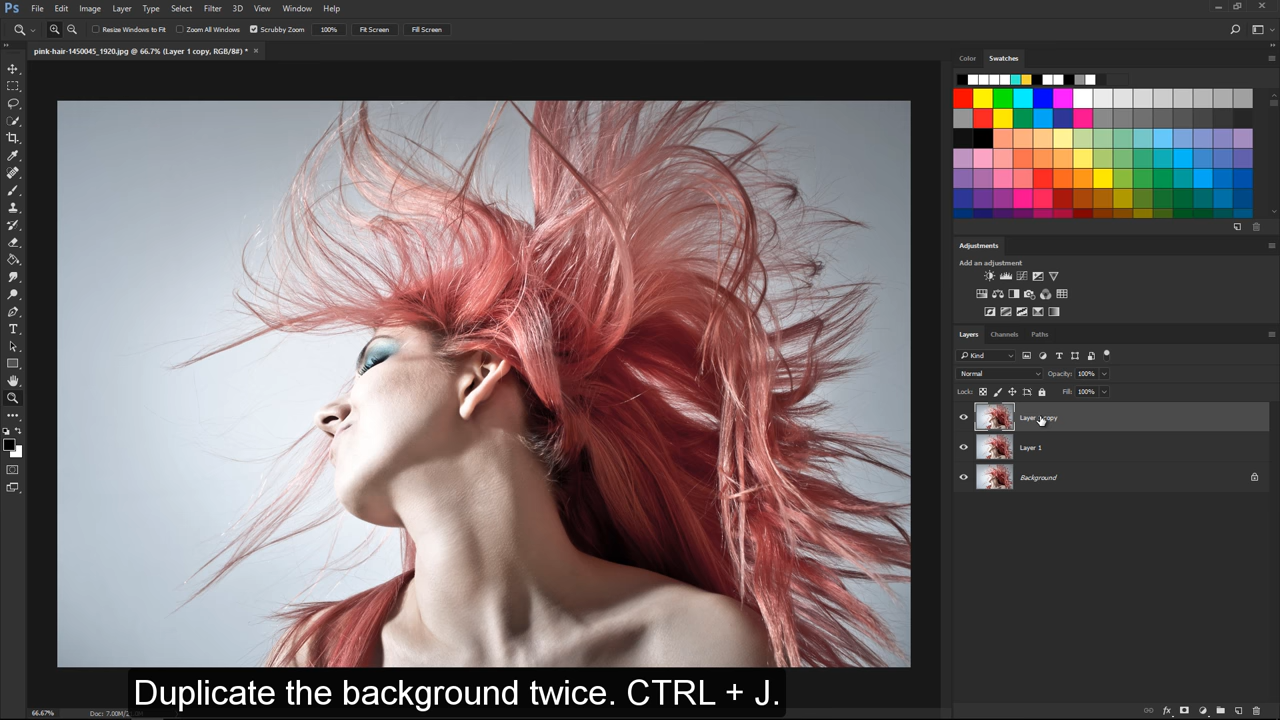 Ps File Edit Image Layer Type Select Filter 3D View Window Help
Resize Windows to Fit Zoom All Windows Scrubby Zoom 100% Fit Screen Fill Screen
pink-hair-1450045_1920.jpg @ 66.7% (Layer 1 copy, RGB/8#) *
Color Swatches
Adjustments
Add an adjustment
Layers Channels Paths
Kind
Normal Opacity: 100%
Lock: Fill: 100%
Layer copy
Layer 1
Background
Duplicate the background twice. CTRL + J.
66.67% Doc: 7.00M/